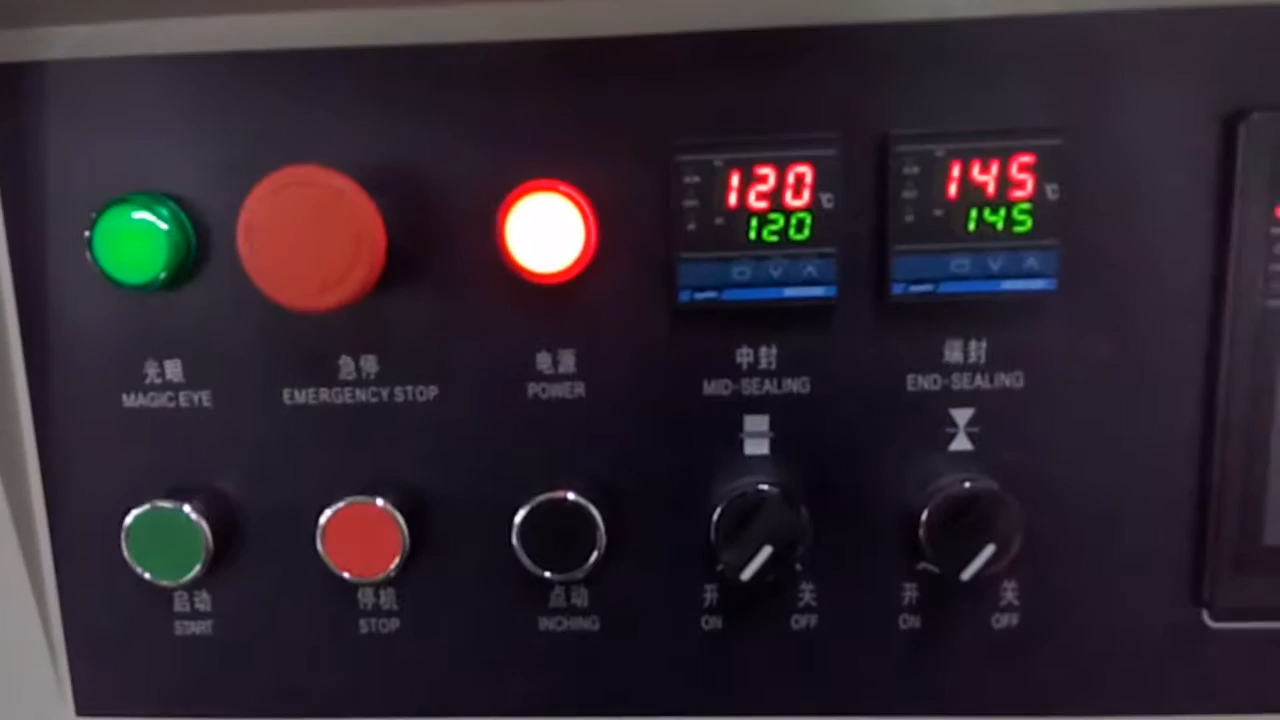 120 ℃
120
145 ℃
145
光眼
MAGIC EYE
急停
EMERGENCY STOP
电源
POWER
中封
MID-SEALING
端封
END-SEALING
启动
START
停机
STOP
点动
INCHING
开 关
ON OFF
开 关
ON OFF